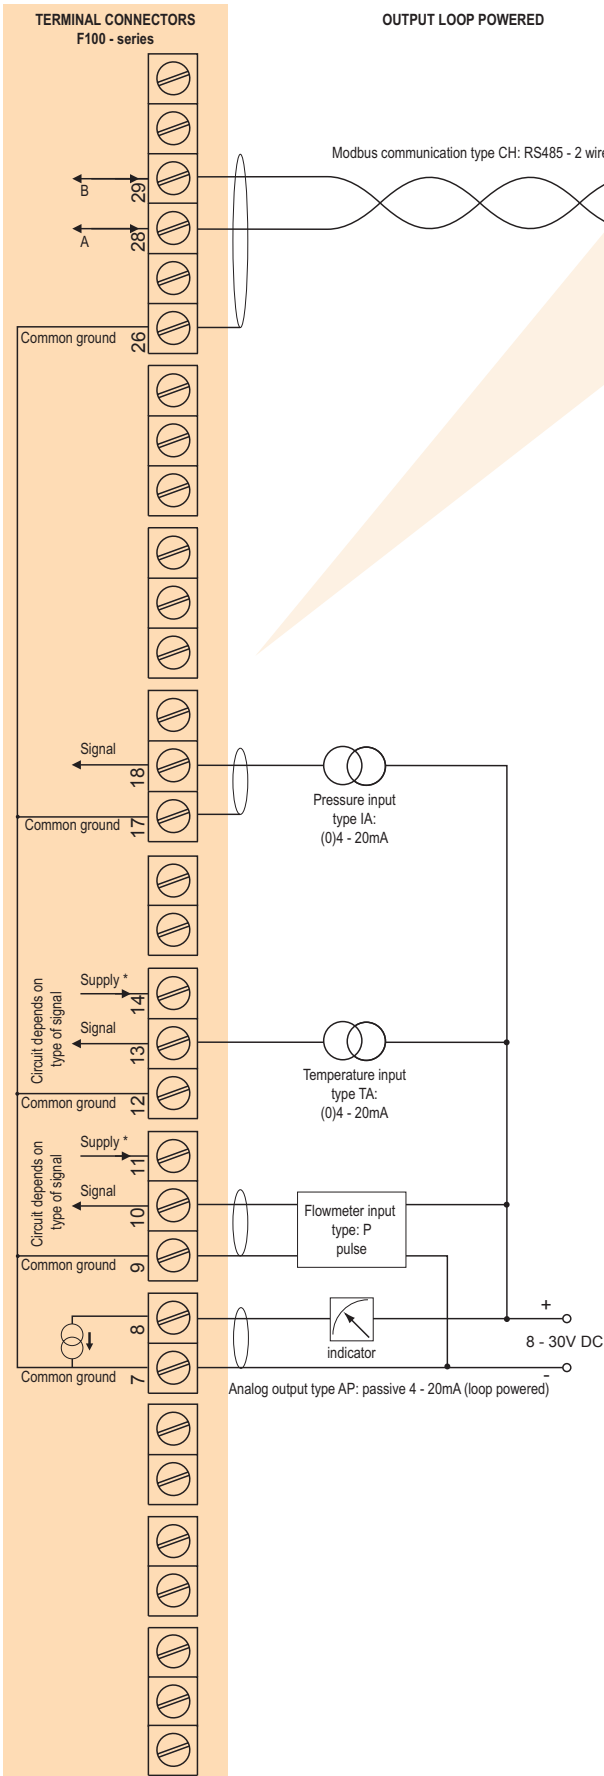 TERMINAL CONNECTORS
F100 - series
OUTPUT LOOP POWERED
Modbus communication type CH: RS485 - 2 wire
B
29
A
28
Common ground
26
Signal
18
Pressure input
type IA:
(0)4 - 20mA
Common ground
17
Circuit depends on
type of signal
Supply *
14
Signal
13
Temperature input
type TA:
(0)4 - 20mA
Common ground
12
Circuit depends on
type of signal
Supply *
11
Signal
10
Flowmeter input
type: P
pulse
Common ground
9
8
indicator
+
8 - 30V DC
-
Common ground
7
Analog output type AP: passive 4 - 20mA (loop powered)